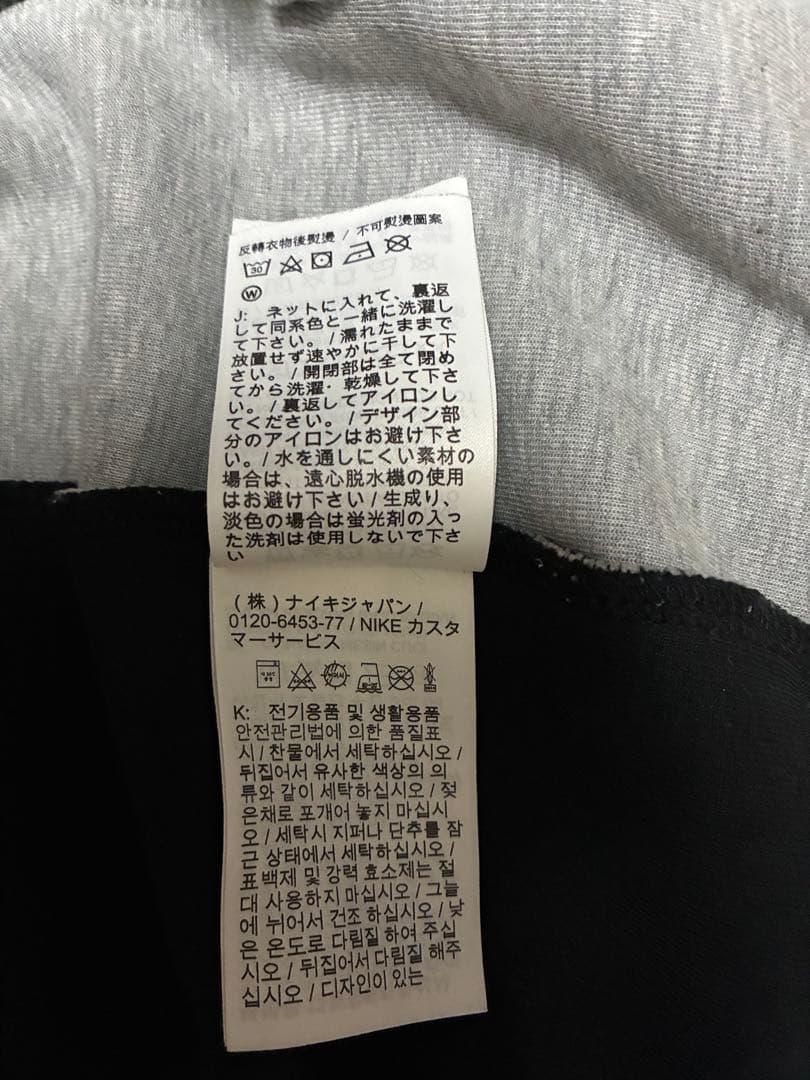 反轉衣物後熨燙 / 不可熨燙圖案
30
W
J: ネットに入れて、裏返
して同系色と一緒に洗濯し
て下さい。/ 濡れたままで
放置せず速やかに干して下
さい。/ 開閉部は全て閉め
てから洗濯・乾燥して下さ
い。/ 裏返してアイロンし
てください。/ デザイン部
分のアイロンはお避け下さ
い。/ 水を通しにくい素材の
場合は、遠心脱水機の使用
はお避け下さい / 生成り、
淡色の場合は蛍光剤の入っ
た洗剤は使用しないで下さ
い
(株) ナイキジャパン /
0120-6453-77 / NIKE カスタ
マーサービス
K: 전기용품 및 생활용품
안전관리법에 의한 품질표
시 / 찬물에서 세탁하십시오 /
뒤집어서 유사한 색상의 의
류와 같이 세탁하십시오 / 젖
은채로 포개어 놓지 마십시
오 / 세탁시 지퍼나 단추를 잠
근 상태에서 세탁하십시오 /
표백제 및 강력 효소제는 절
대 사용하지 마십시오 / 그늘
에 뉘어서 건조 하십시오 / 낮
은 온도로 다림질 하여 주십
시오 / 뒤집어서 다림질 해주
십시오 / 디자인이 있는